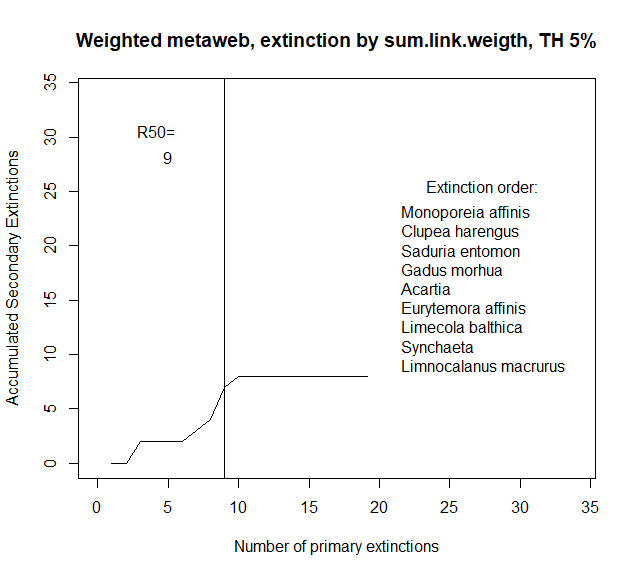 Weighted metaweb, extinction by sum.link.weigth, TH 5%
35
30
25
20
15
10
5
0
Accumulated Secondary Extinctions
R50=
9
Extinction order:
Monoporeia affinis
Clupea harengus
Saduria entomon
Gadus morhua
Acartia
Eurytemora affinis
Limecola balthica
Synchaeta
Limnocalanus macrurus
0 5 10 15 20 25 30 35
Number of primary extinctions